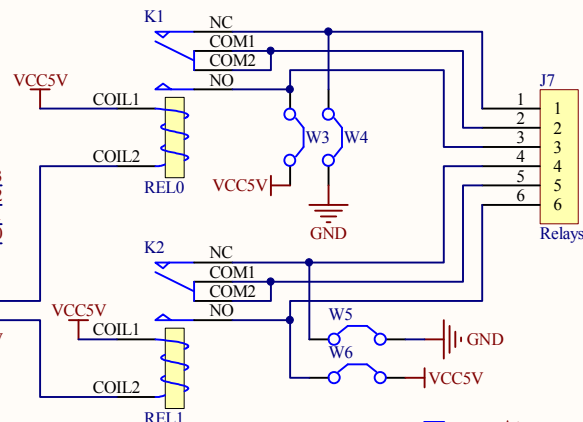 K1
NC
COM1
COM2
NO
VCC5V
COIL1
COIL2
REL0
W3
W4
VCC5V
GND
J7
1 1
2 2
3 3
4 4
5 5
6 6
Relays
K2
NC
COM1
COM2
NO
VCC5V
COIL1
COIL2
REL1
W5
GND
W6
VCC5V